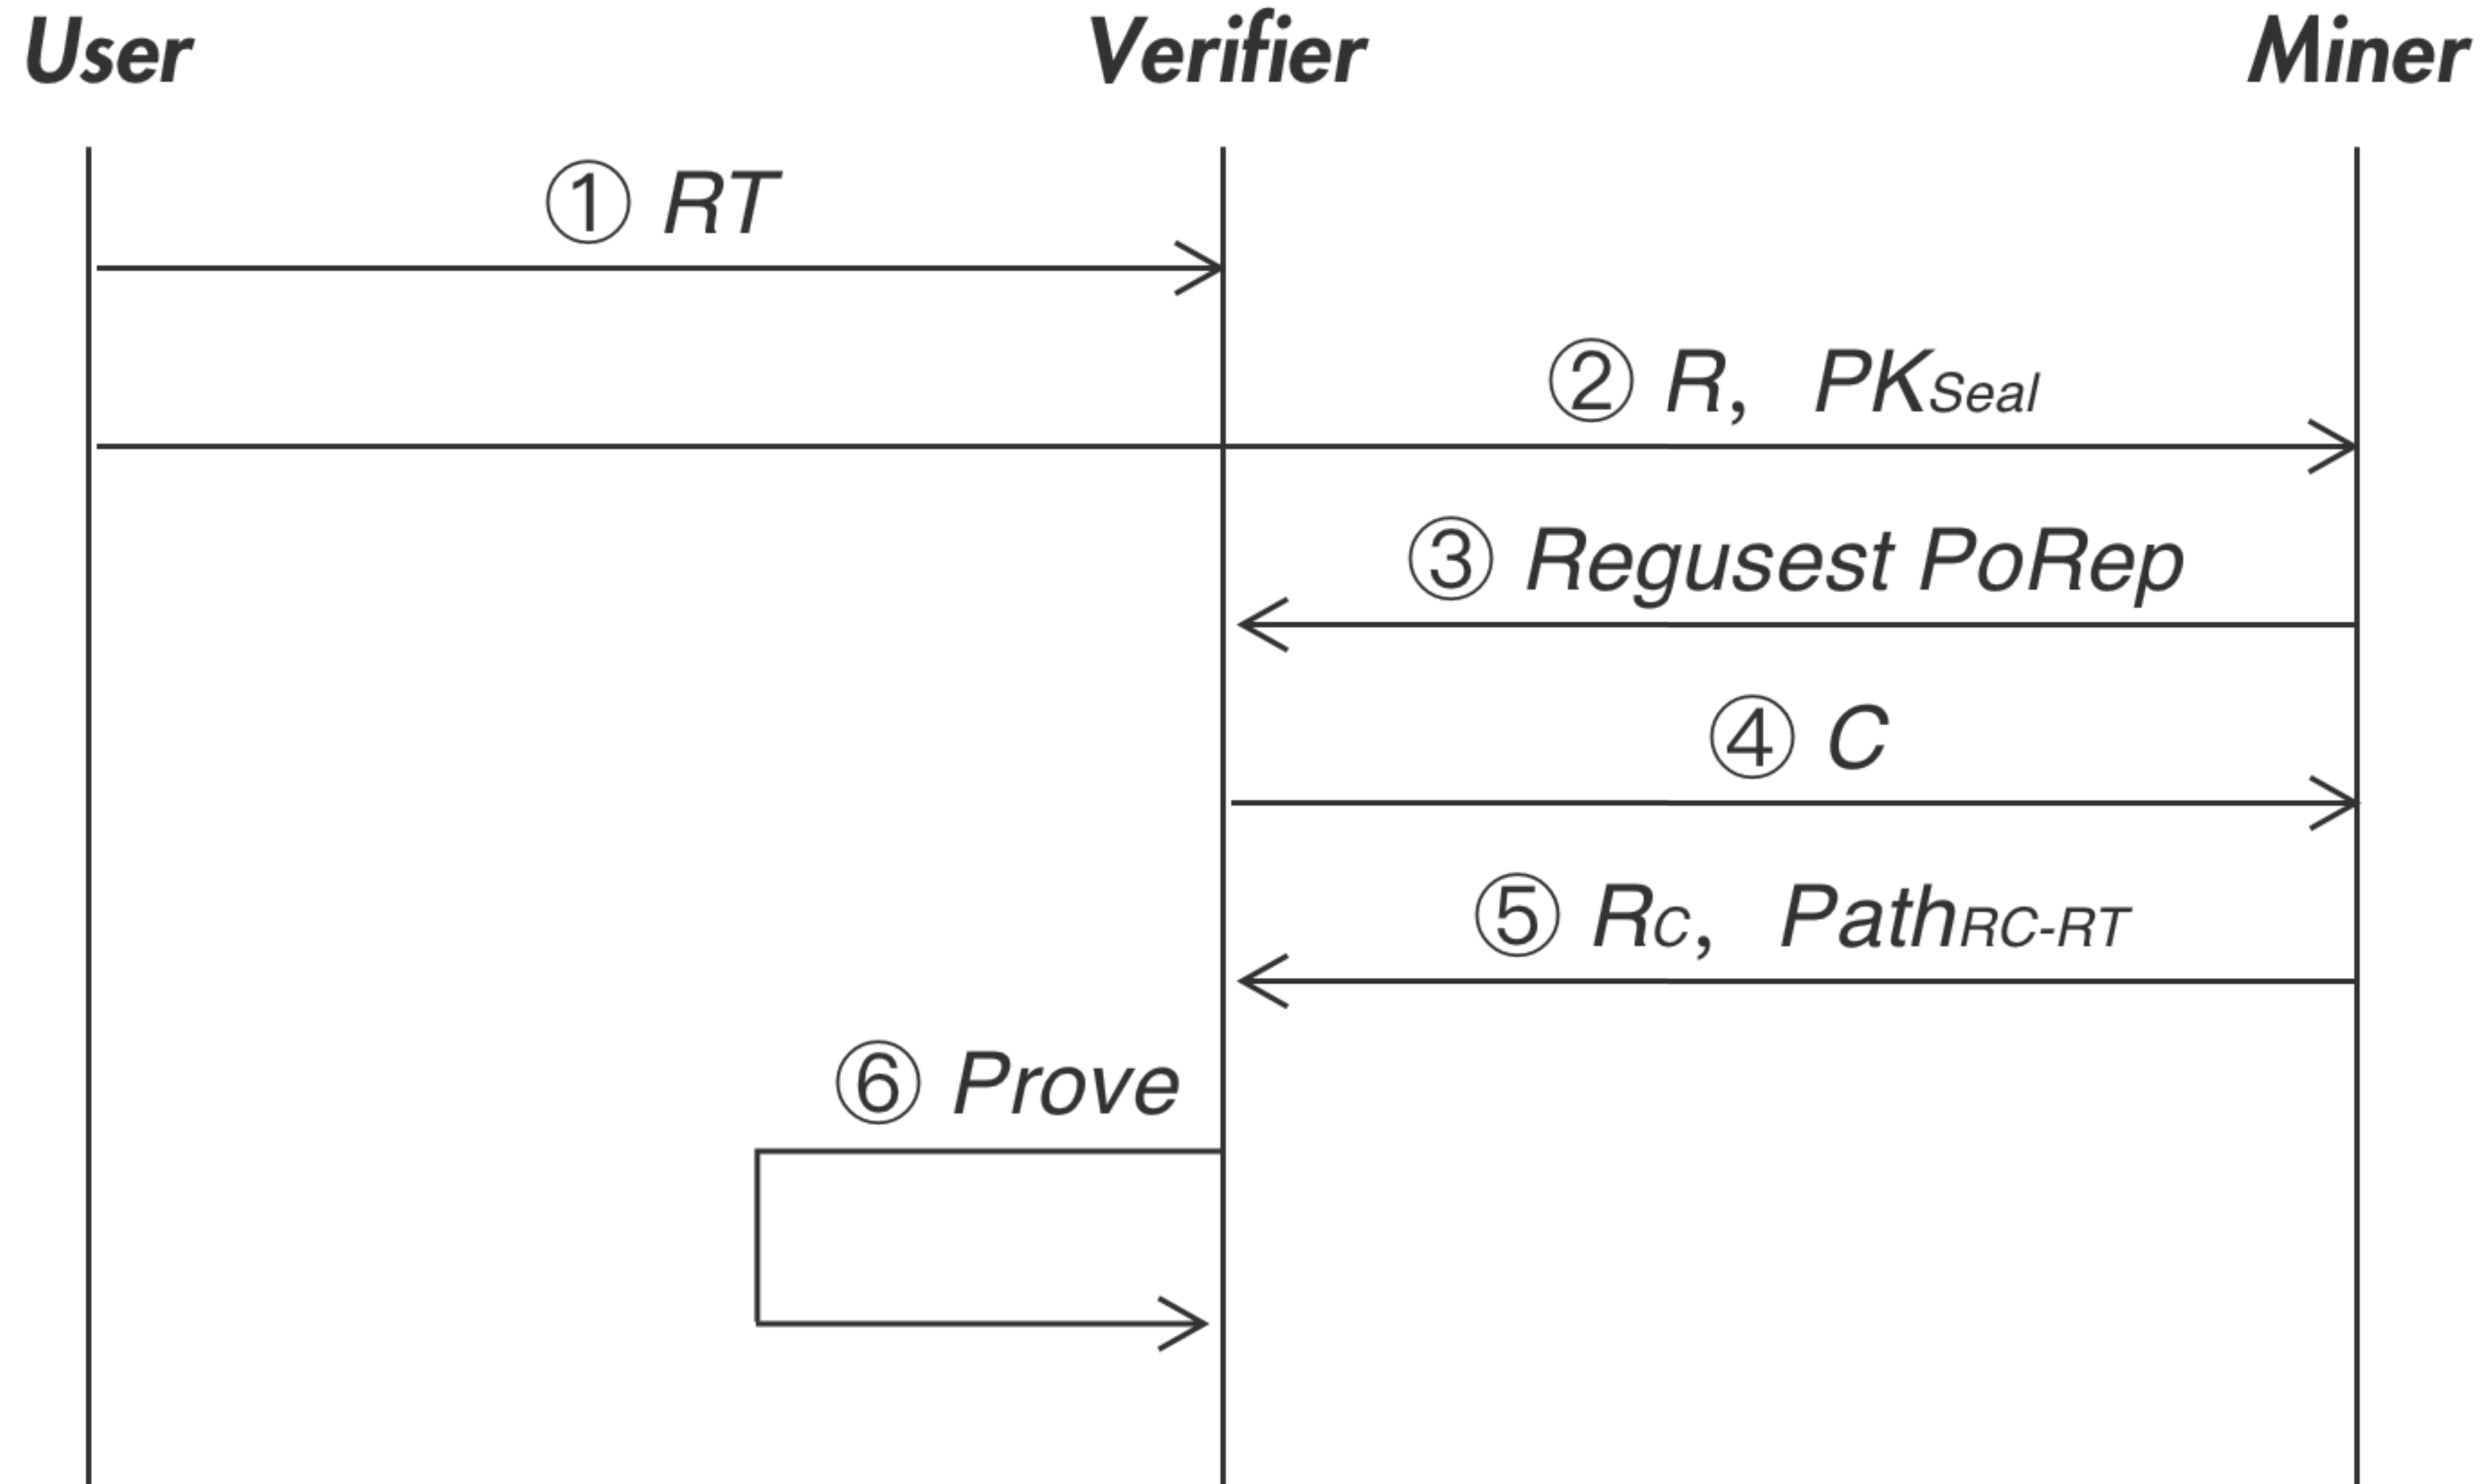 User Verifier Miner
① RT
② R, PKSeal
③ Regusest PoRep
④ C
⑤ RC, PathRC-RT
⑥ Prove